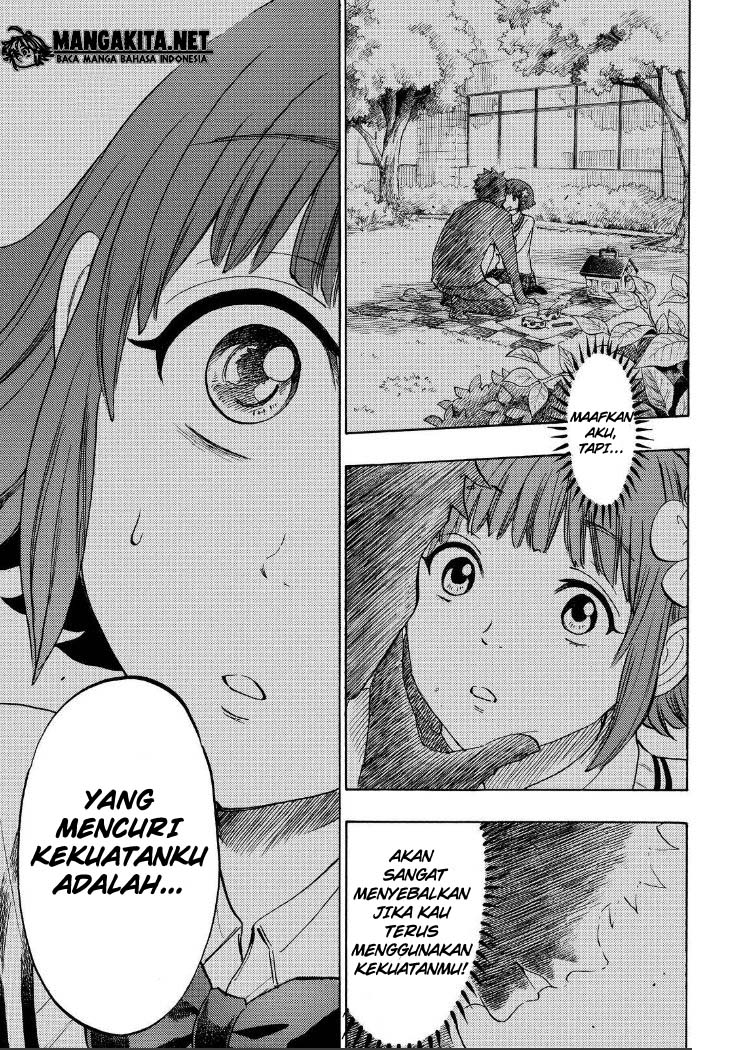 MANGAKITA.NET
BACA MANGA BAHASA INDONESIA
MAAFKAN
AKU,
TAPI...
AKAN
SANGAT
MENYEBALKAN
JIKA KAU
TERUS
MENGGUNAKAN
KEKUATANMU!
YANG
MENCURI
KEKUATANKU
ADALAH...